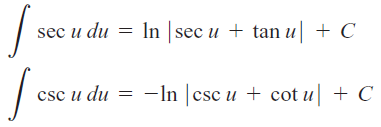 ∫ sec u du = ln |sec u + tan u| + C
∫ csc u du = −ln |csc u + cot u| + C